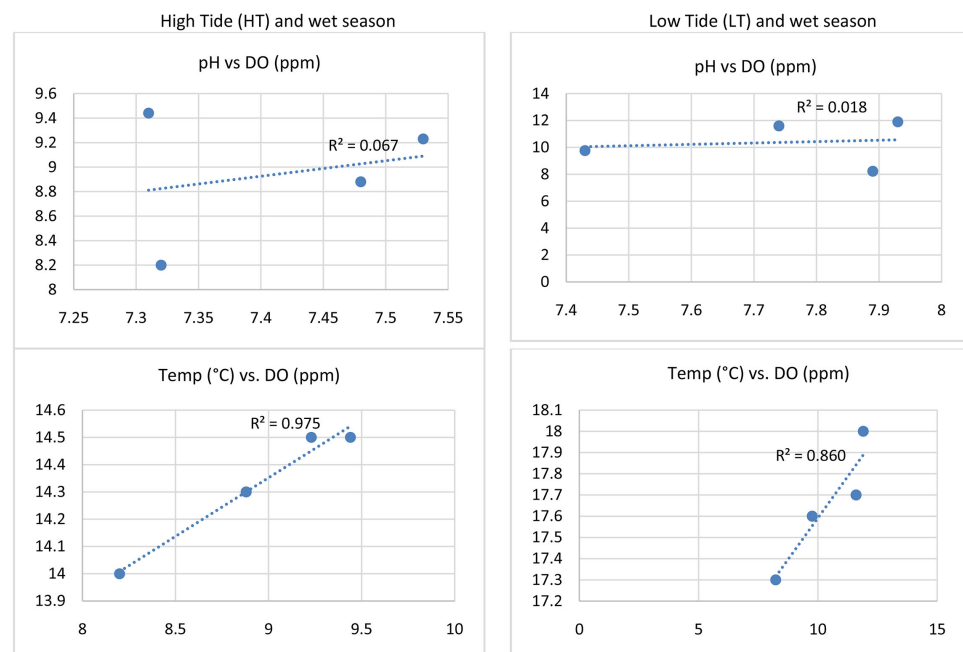 High Tide (HT) and wet season
Low Tide (LT) and wet season
pH vs DO (ppm)
9.6
9.4
9.2
9
8.8
8.6
8.4
8.2
8
R² = 0.067
7.25 7.3 7.35 7.4 7.45 7.5 7.55
pH vs DO (ppm)
14
12
10
8
6
4
2
0
R² = 0.018
7.4 7.5 7.6 7.7 7.8 7.9 8
Temp (°C) vs. DO (ppm)
14.6
14.5
14.4
14.3
14.2
14.1
14
13.9
R² = 0.975
8 8.5 9 9.5 10
Temp (°C) vs. DO (ppm)
18.1
18
17.9
17.8
17.7
17.6
17.5
17.4
17.3
17.2
R² = 0.860
0 5 10 15